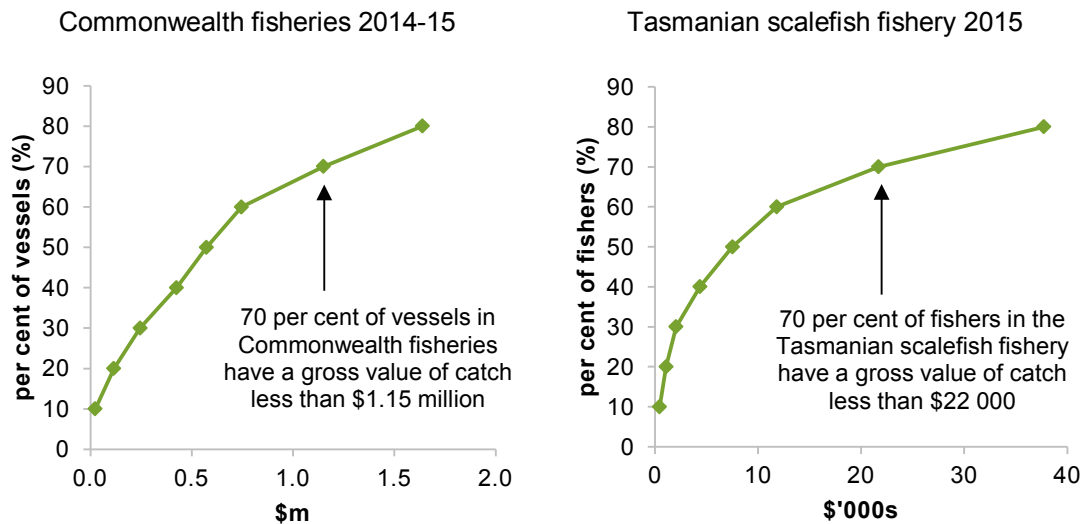 Commonwealth fisheries 2014-15
per cent of vessels (%)
90
80
70
60
50
40
30
20
10
0
70 per cent of vessels in
Commonwealth fisheries
have a gross value of catch
less than $1.15 million
0.0
0.5
1.0
1.5
2.0
$m
Tasmanian scalefish fishery 2015
per cent of fishers (%)
90
80
70
60
50
40
30
20
10
0
70 per cent of fishers in the
Tasmanian scalefish fishery
have a gross value of catch
less than $22 000
0
10
20
30
40
$'000s